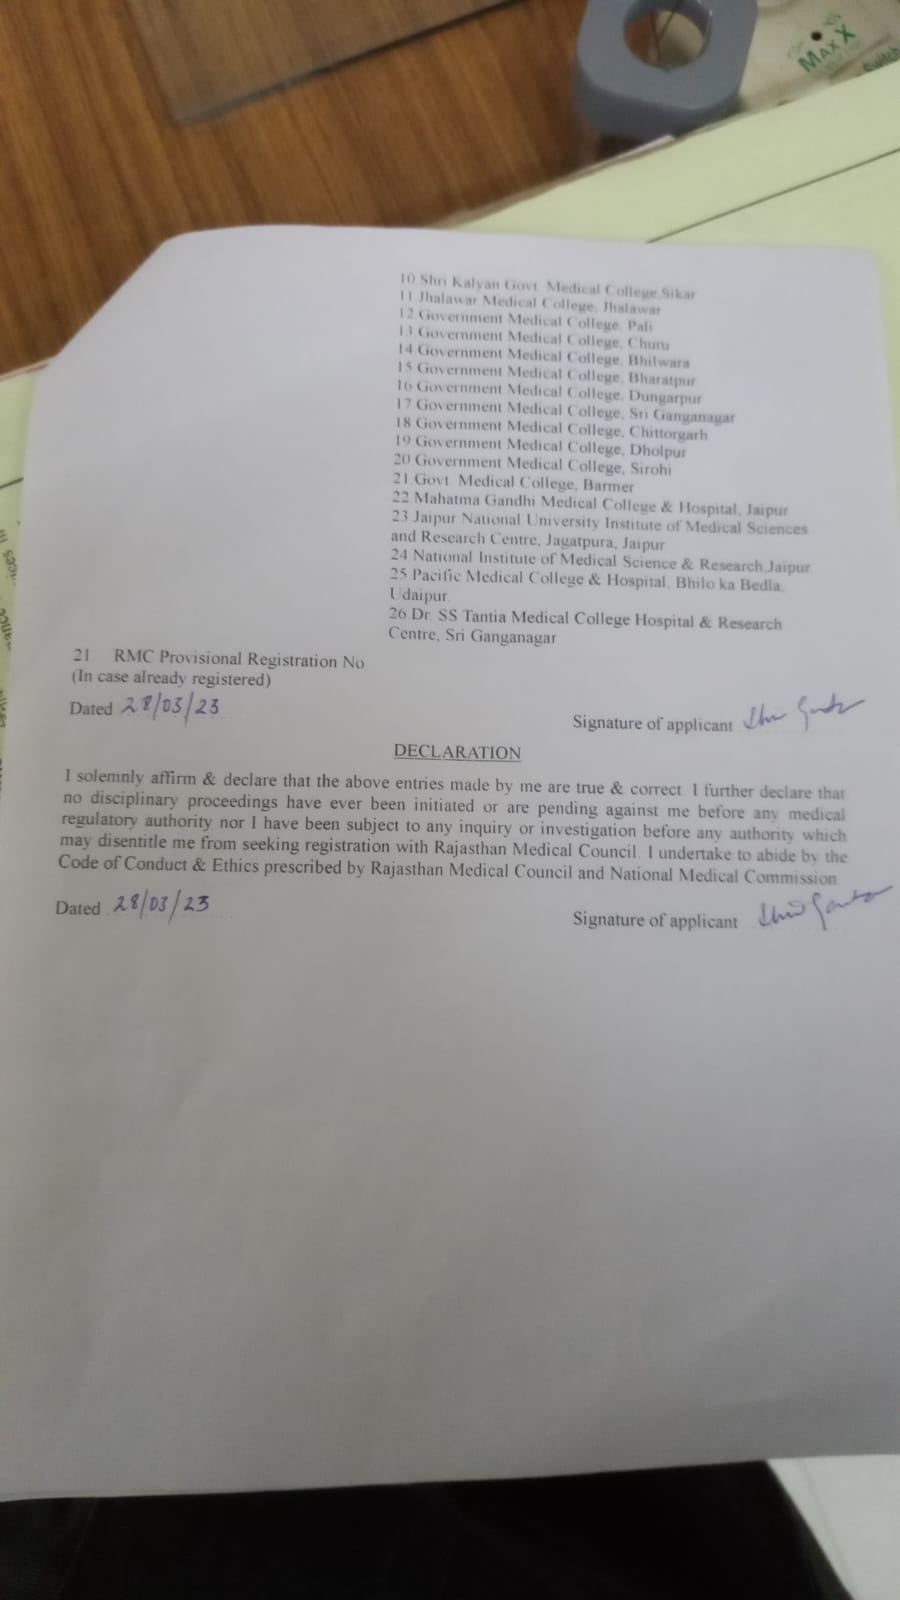 MAX X
Switch
10.Shri Kalyan Govt. Medical College,Sikar
11.Jhalawar Medical College, Jhalawar
12.Government Medical College, Pali
13.Government Medical College, Churu
14.Government Medical College, Bhilwara
15.Government Medical College, Bharatpur
16.Government Medical College, Dungarpur
17.Government Medical College, Sri Ganganagar
18.Government Medical College, Chittorgarh
19.Government Medical College, Dholpur
20.Government Medical College, Sirohi
21.Govt. Medical College, Barmer
22.Mahatma Gandhi Medical College & Hospital, Jaipur
23.Jaipur National University Institute of Medical Sciences
and Research Centre, Jagatpura, Jaipur
24.National Institute of Medical Science & Research,Jaipur
25.Pacific Medical College & Hospital, Bhilo ka Bedla,
Udaipur.
26.Dr. SS Tantia Medical College Hospital & Research
Centre, Sri Ganganagar
21. RMC Provisional Registration No
(In case already registered)
Dated 28/03/23
Signature of applicant
DECLARATION
I solemnly affirm & declare that the above entries made by me are true & correct. I further declare that
no disciplinary proceedings have ever been initiated or are pending against me before any medical
regulatory authority nor I have been subject to any inquiry or investigation before any authority which
may disentitle me from seeking registration with Rajasthan Medical Council. I undertake to abide by the
Code of Conduct & Ethics prescribed by Rajasthan Medical Council and National Medical Commission.
Dated 28/03/23
Signature of applicant